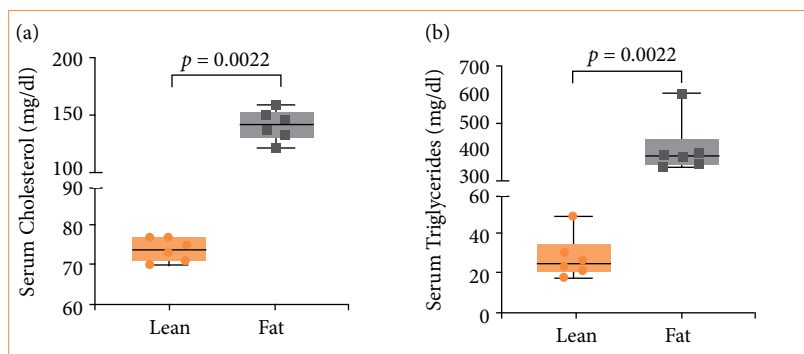 (a)
Serum Cholesterol (mg/dl)
200
150
100
90
80
70
60
p = 0.0022
Lean
Fat
(b)
Serum Triglycerides (mg/dl)
700
600
500
400
300
60
40
20
0
p = 0.0022
Lean
Fat